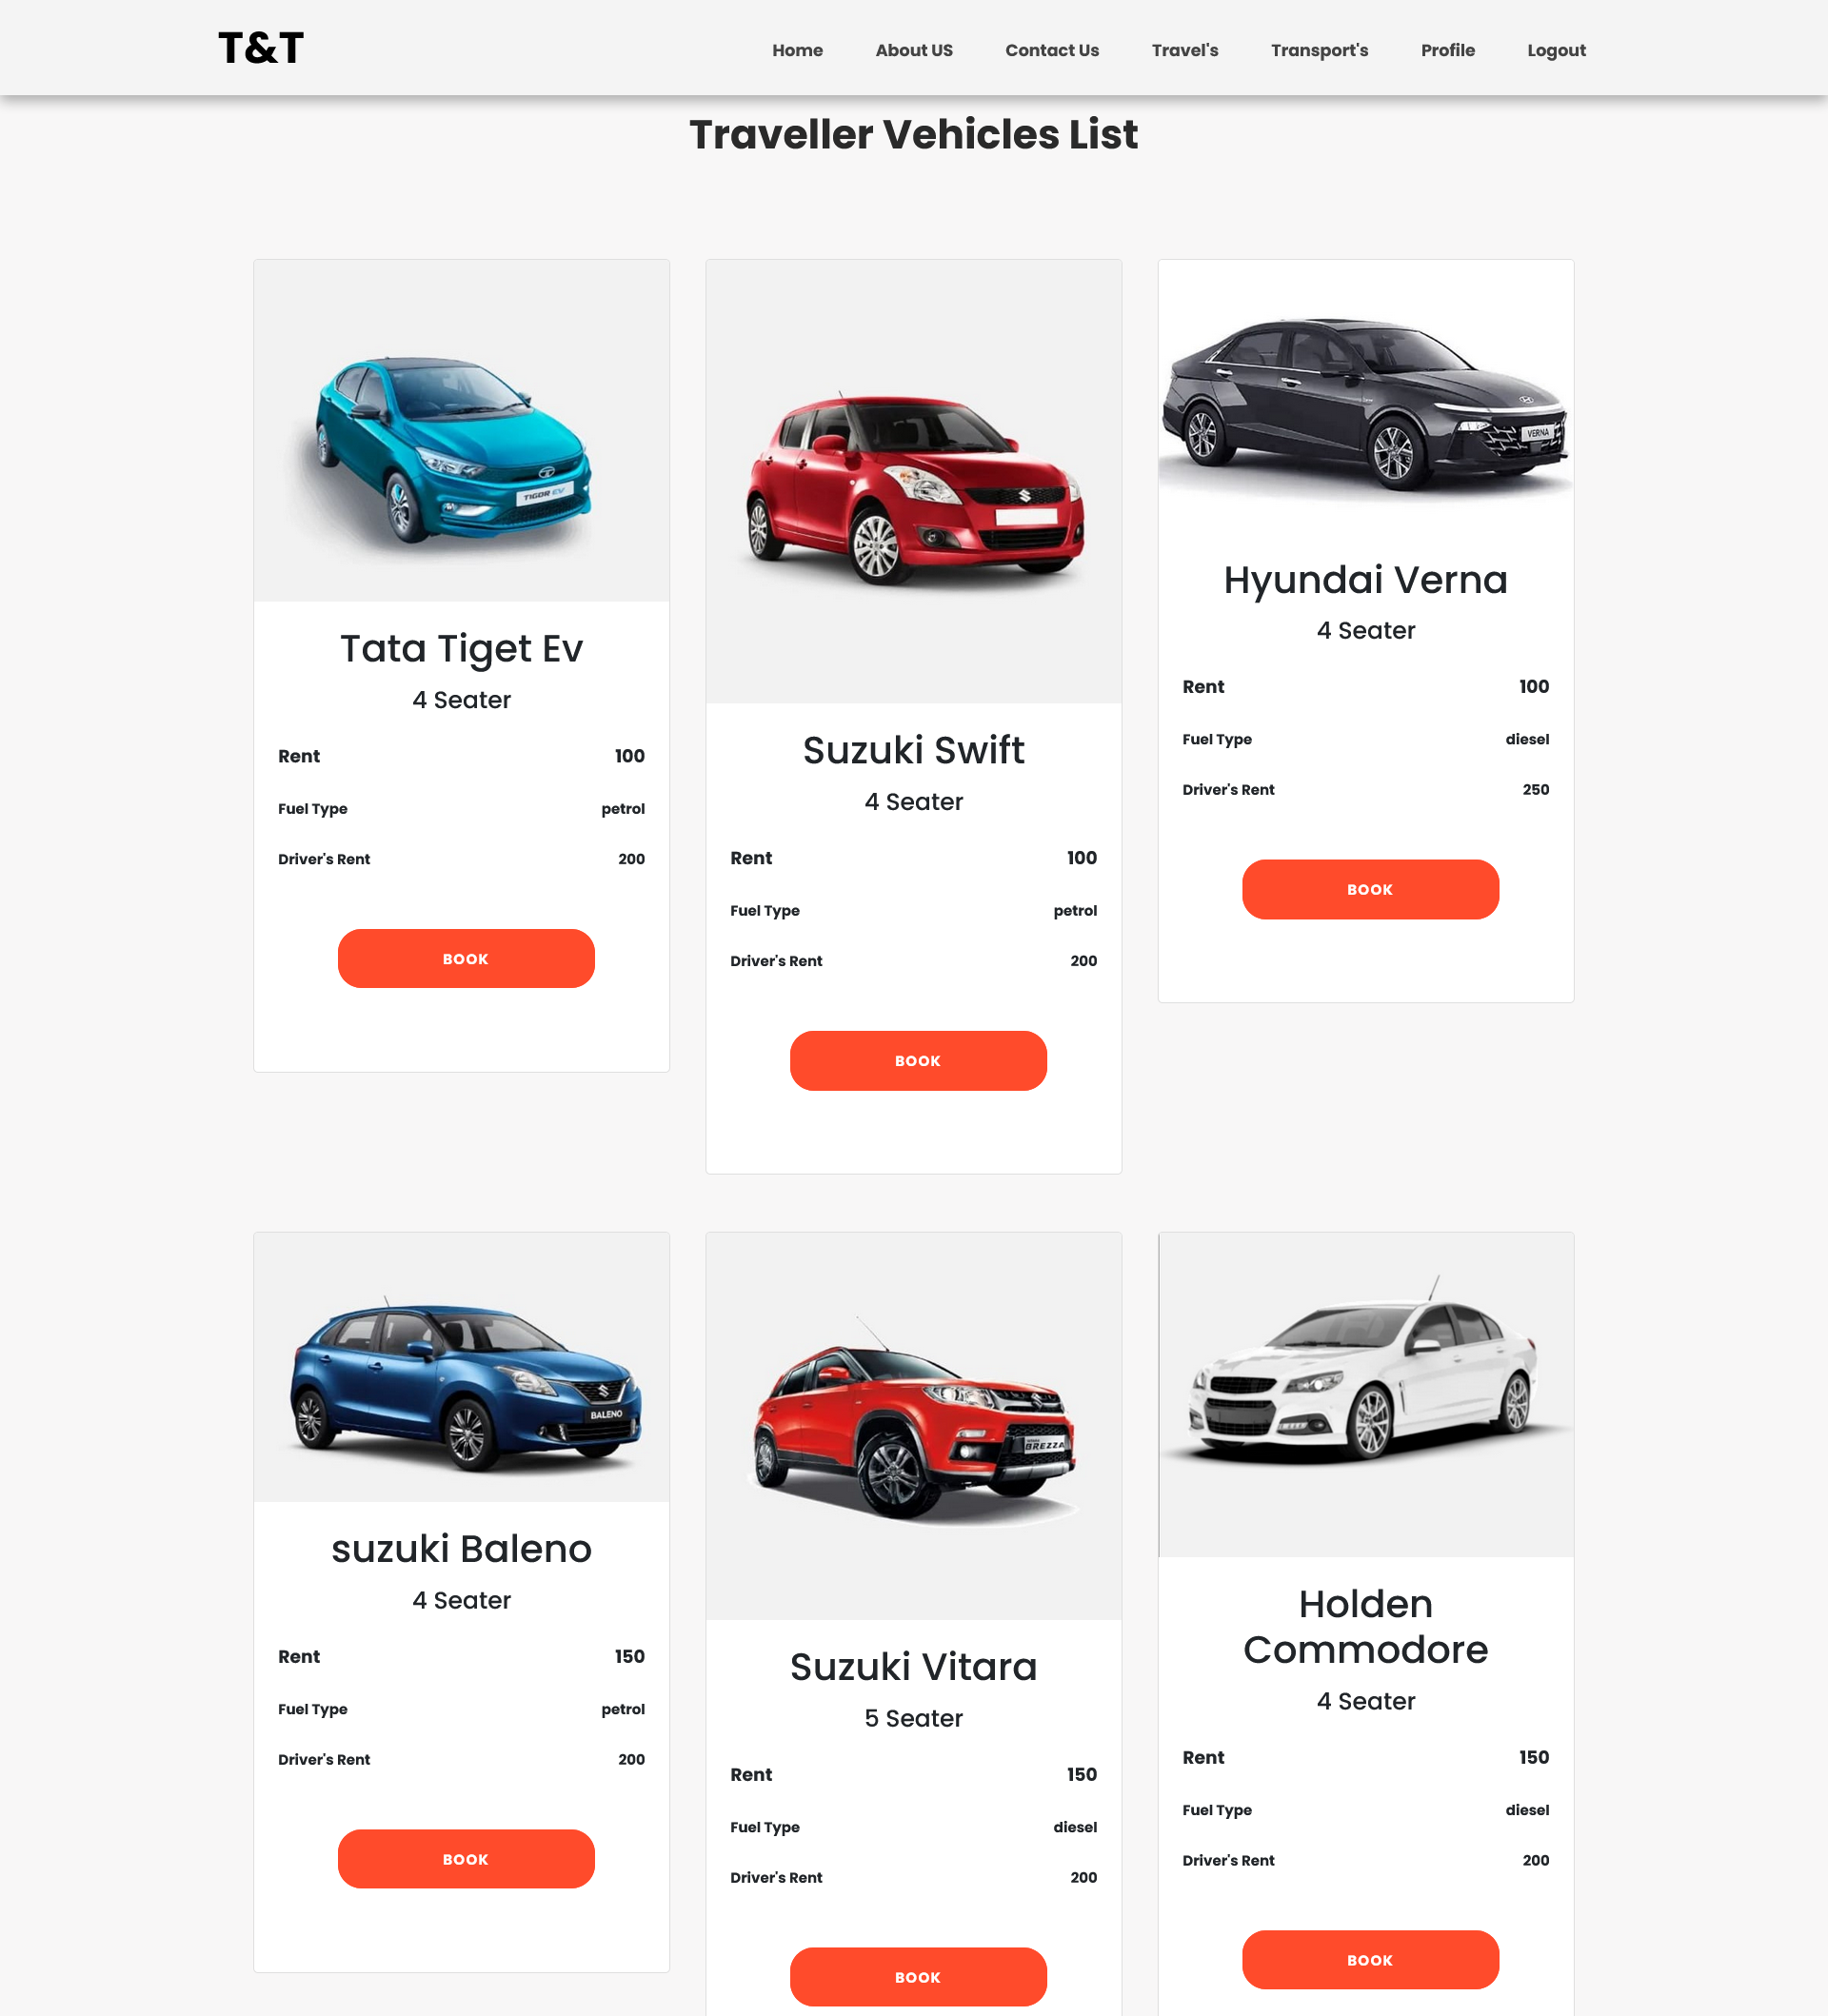 T&T
Home About US Contact Us Travel's Transport's Profile Logout
Traveller Vehicles List
TIGOR EV
Tata Tiget Ev
4 Seater
Rent 100
Fuel Type petrol
Driver's Rent 200
BOOK
Suzuki Swift
4 Seater
Rent 100
Fuel Type petrol
Driver's Rent 200
BOOK
VERNA
Hyundai Verna
4 Seater
Rent 100
Fuel Type diesel
Driver's Rent 250
BOOK
BALENO
suzuki Baleno
4 Seater
Rent 150
Fuel Type petrol
Driver's Rent 200
BOOK
BREZZA
Suzuki Vitara
5 Seater
Rent 150
Fuel Type diesel
Driver's Rent 200
BOOK
Holden
Commodore
4 Seater
Rent 150
Fuel Type diesel
Driver's Rent 200
BOOK